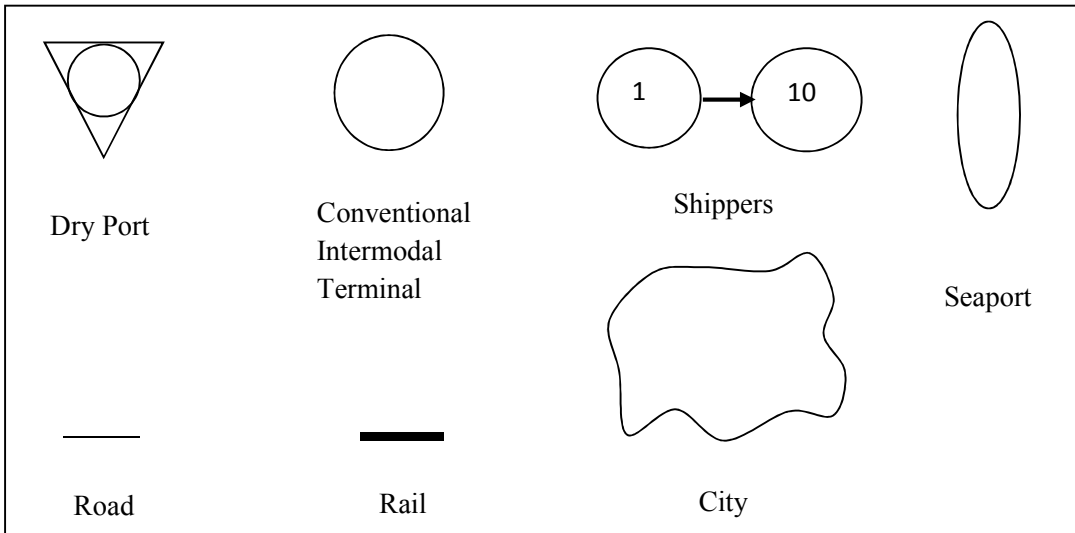 1
10
Dry Port
Conventional
Intermodal
Terminal
Shippers
Seaport
Road
Rail
City